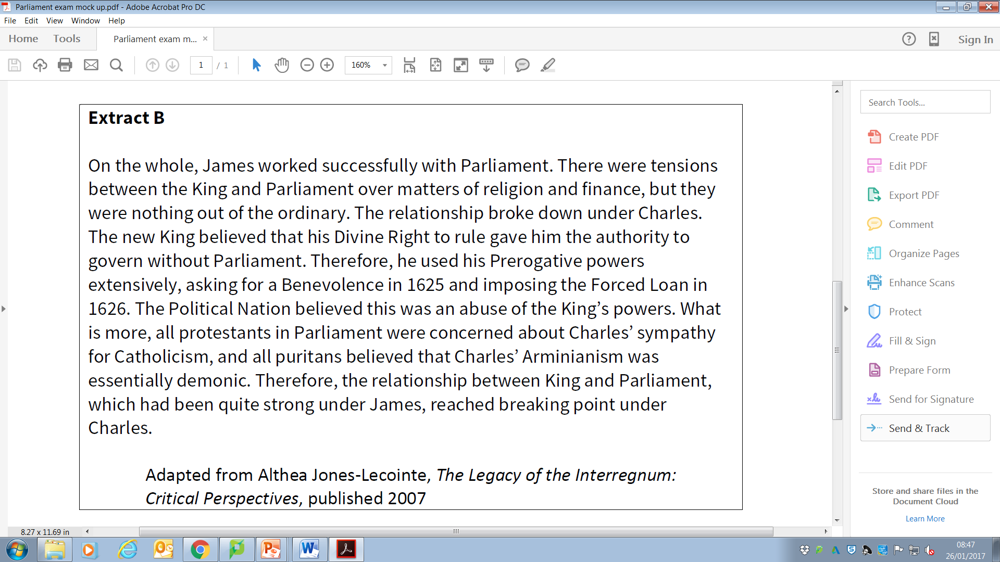 Parliament exam mock up.pdf - Adobe Acrobat Pro DC
File Edit View Window Help
Home Tools Parliament exam m... × Sign In
1 / 1 160%
Search Tools...
Create PDF
Edit PDF
Export PDF
Comment
Organize Pages
Enhance Scans
Protect
Fill & Sign
Prepare Form
Send for Signature
Send & Track
Store and share files in the
Document Cloud
Learn More
Extract B
On the whole, James worked successfully with Parliament. There were tensions
between the King and Parliament over matters of religion and finance, but they
were nothing out of the ordinary. The relationship broke down under Charles.
The new King believed that his Divine Right to rule gave him the authority to
govern without Parliament. Therefore, he used his Prerogative powers
extensively, asking for a Benevolence in 1625 and imposing the Forced Loan in
1626. The Political Nation believed this was an abuse of the King’s powers. What
is more, all protestants in Parliament were concerned about Charles’ sympathy
for Catholicism, and all puritans believed that Charles’ Arminianism was
essentially demonic. Therefore, the relationship between King and Parliament,
which had been quite strong under James, reached breaking point under
Charles.
Adapted from Althea Jones-Lecointe, The Legacy of the Interregnum:
Critical Perspectives, published 2007
8.27 x 11.69 in
08:47
26/01/2017